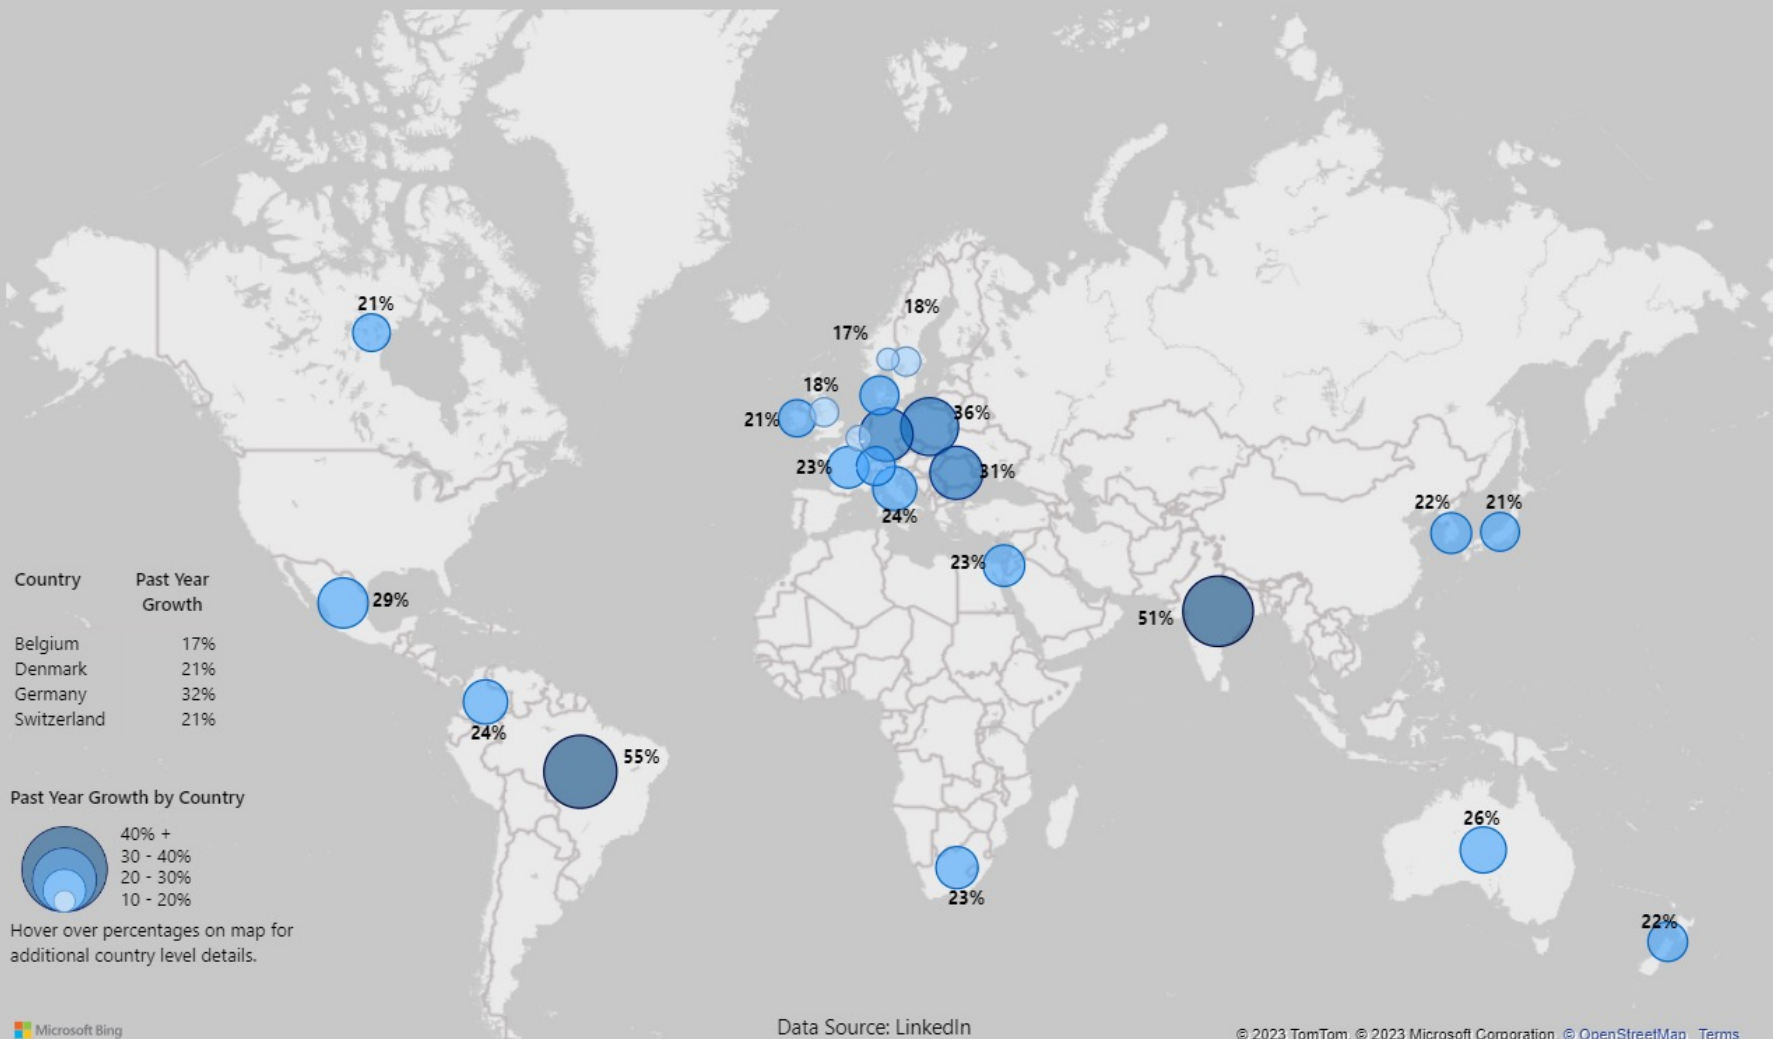 21%
18%
17%
18%
21%
36%
23%
31%
24%
22%
21%
23%
51%
29%
24%
55%
26%
23%
22%
Country Past Year Growth
Belgium 17%
Denmark 21%
Germany 32%
Switzerland 21%
Past Year Growth by Country
40% +
30 - 40%
20 - 30%
10 - 20%
Hover over percentages on map for
additional country level details.
Microsoft Bing
Data Source: LinkedIn
© 2023 TomTom, © 2023 Microsoft Corporation, © OpenStreetMap Terms